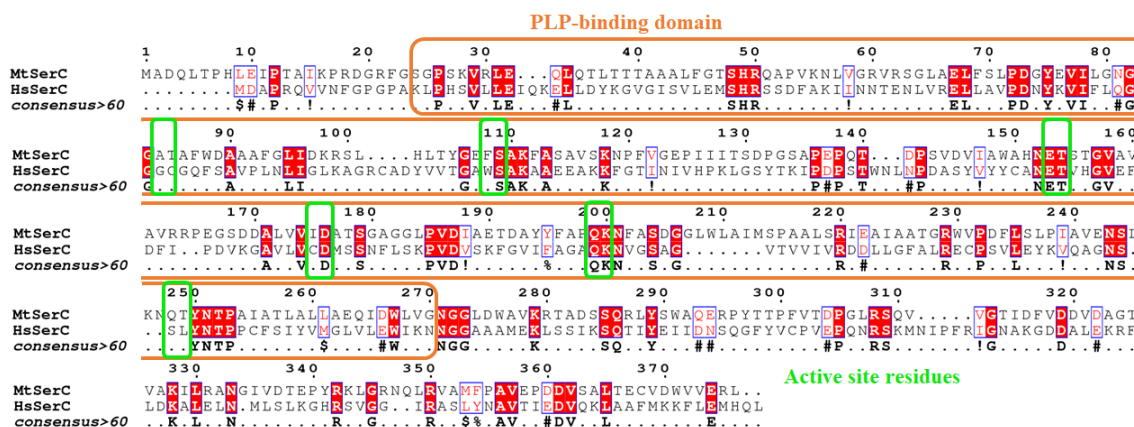 PLP-binding domain
1 10 20 30 40 50 60 70 80
MtSerC MADQLTPHLEIPTAIKPRDGRFGSGPSKVRLE...QLQTLTTTAAALFGTSHRQAPVKNLVGRVRSGLAELFSLPDGYEVILGNG
HsSerC ........MDAPRQVVNFGPGPAKLPHSVLLEIQKELLDYKGVGISVLEMSHRSSDFAKIINNTENLVRELLAVPDNYKVIFLQG
consensus>60 ........$#.P..!..........P..V.LE...#L.............SHR.......!........EL...PD.Y.VI..#G
90 100 110 120 130 140 150 160
MtSerC GATAFWDAAAFGLIDKRSL....HLTYGEFSAKFASAVSKNPFVGEPIIITSDPGSAPEPQT..DPSVDVIAWAHNETSTGVAV
HsSerC GGCGQFSAVPLNLIGLKAGRCADYVVTGAWSAKAAEEAKKFGTINIVHPKLGSYTKIPDPSTWNLNPDASYVYYCANETVHGVEF
consensus>60 G......A....LI.............G..SAK.A....K....!............P#P.T...#P.....!.....NET..GV..
170 180 190 200 210 220 230 240
MtSerC AVRRPEGSDDALVVIDATSGAGGLPVDIAETDAYYFAPQKNFASDGGLWLAIMSPAALSRIEAIAATGRWVPDFLSLPIAVENSD
HsSerC DFI.PDVKGAVLVCDMSSNFLSKPVDVSKFGVIFAGAQKNVGSAG......VTVVIVRDDLLGFALRECPSVLEYKVQAGNNS.
consensus>60 ..........A.V..D..S.....PVD!.......%...QKN..S.G.............R.#......R..P..L...!..NS.
250 260 270 280 290 300 310 320
MtSerC KNQTYNTPAIATLALLAEQIDWLVGNGGLDWAVKRTADSSQRLYSWAQERPYTTPFVTDPGLRSQV.....VGTIDFVDDVDAGT
HsSerC ..SLYNTPPCFSIYVMGLVLEWIKNNGGAAAMEKLSSIKSQTIYEIIDNSQGFYVCPVEPQNRSKMNIPFRIGNAKGDDALEKRF
consensus>60 ....YNTP........$....#W...NGG......K.....SQ..Y...##..........P..RS........!G.....D..#...
330 340 350 360 370
MtSerC VAKILRANGIVDTEPYRKLGRNQLRVAMFPAVEPDDVSALTECVDWVVERL..
HsSerC LDKALELN.MLSLKGHRSVGG..IRASLYNAVTIEDVQKLAAFMKKFLEMHQL
consensus>60 ..K.L..N........R..G....R.$%.AV..#DV..L........E....
Active site residues